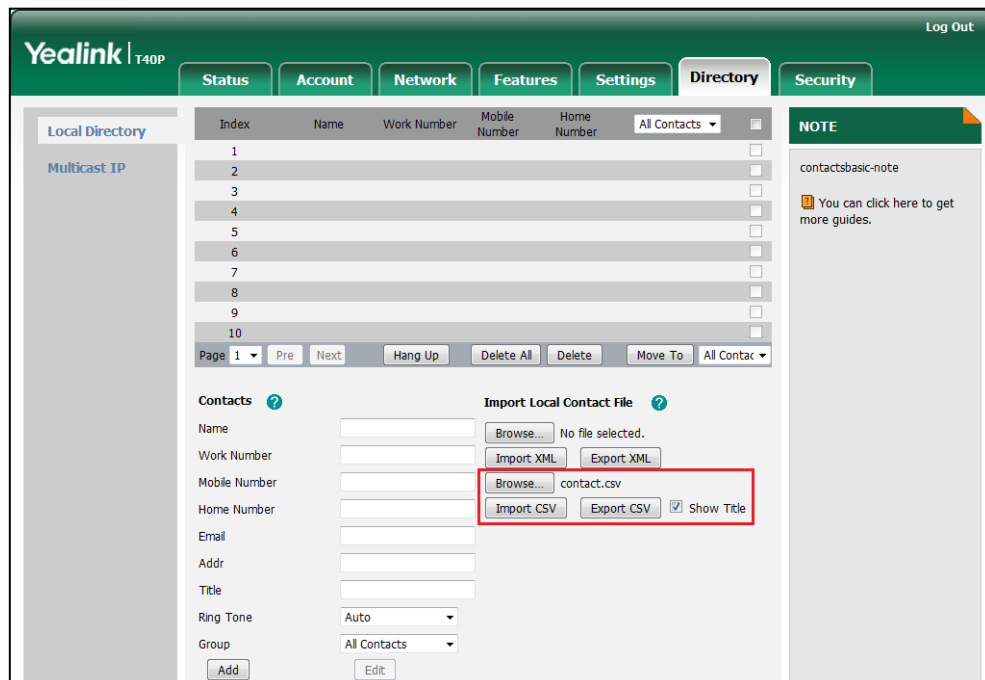 Log Out
Yealink T40P
Status Account Network Features Settings Directory Security
Local Directory
Multicast IP
Index Name Work Number Mobile Number Home Number All Contacts
1
2
3
4
5
6
7
8
9
10
Page 1 Pre Next Hang Up Delete All Delete Move To All Contac
Contacts ? Import Local Contact File ?
Name Browse... No file selected.
Work Number Import XML Export XML
Mobile Number Browse... contact.csv
Home Number Import CSV Export CSV Show Title
Email
Addr
Title
Ring Tone Auto
Group All Contacts
Add Edit
NOTE
contactsbasic-note
? You can click here to get
more guides.